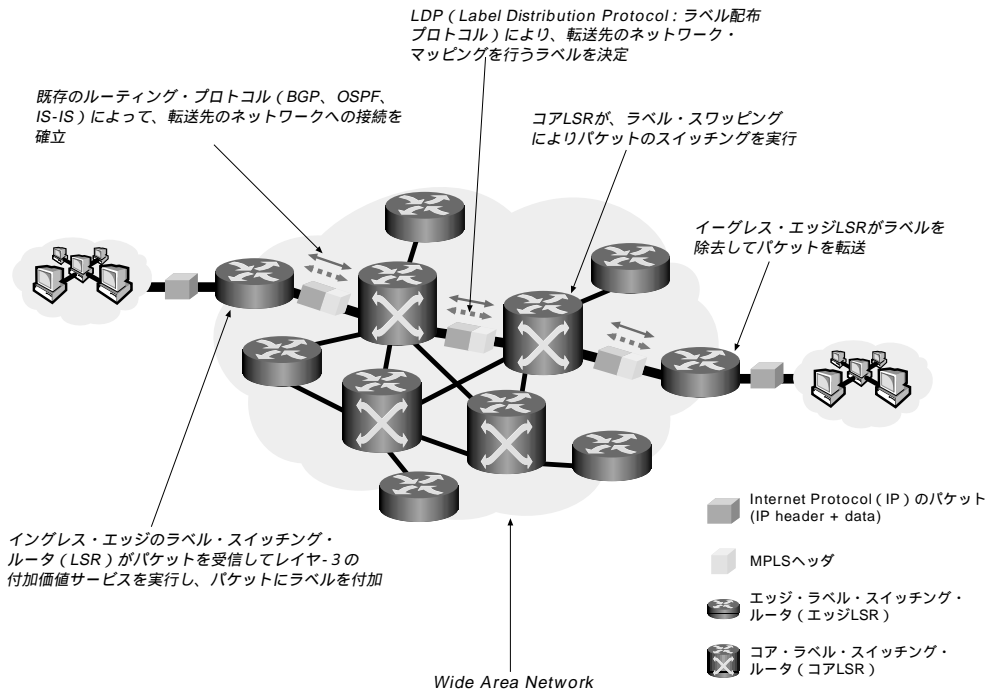 LDP（Label Distribution Protocol：ラベル配布
プロトコル）により、転送先のネットワーク・
マッピングを行うラベルを決定
既存のルーティング・プロトコル（BGP、OSPF、
IS-IS）によって、転送先のネットワークへの接続を
確立
コアLSRが、ラベル・スワッピング
によりパケットのスイッチングを実行
イーグレス・エッジLSRがラベルを
除去してパケットを転送
イングレス・エッジのラベル・スイッチング・
ルータ（LSR）がパケットを受信してレイヤ-3の
付加価値サービスを実行し、パケットにラベルを付加
Internet Protocol（IP）のパケット
(IP header + data)
MPLSヘッダ
エッジ・ラベル・スイッチング・
ルータ（エッジLSR）
コア・ラベル・スイッチング・
ルータ（コアLSR）
Wide Area Network